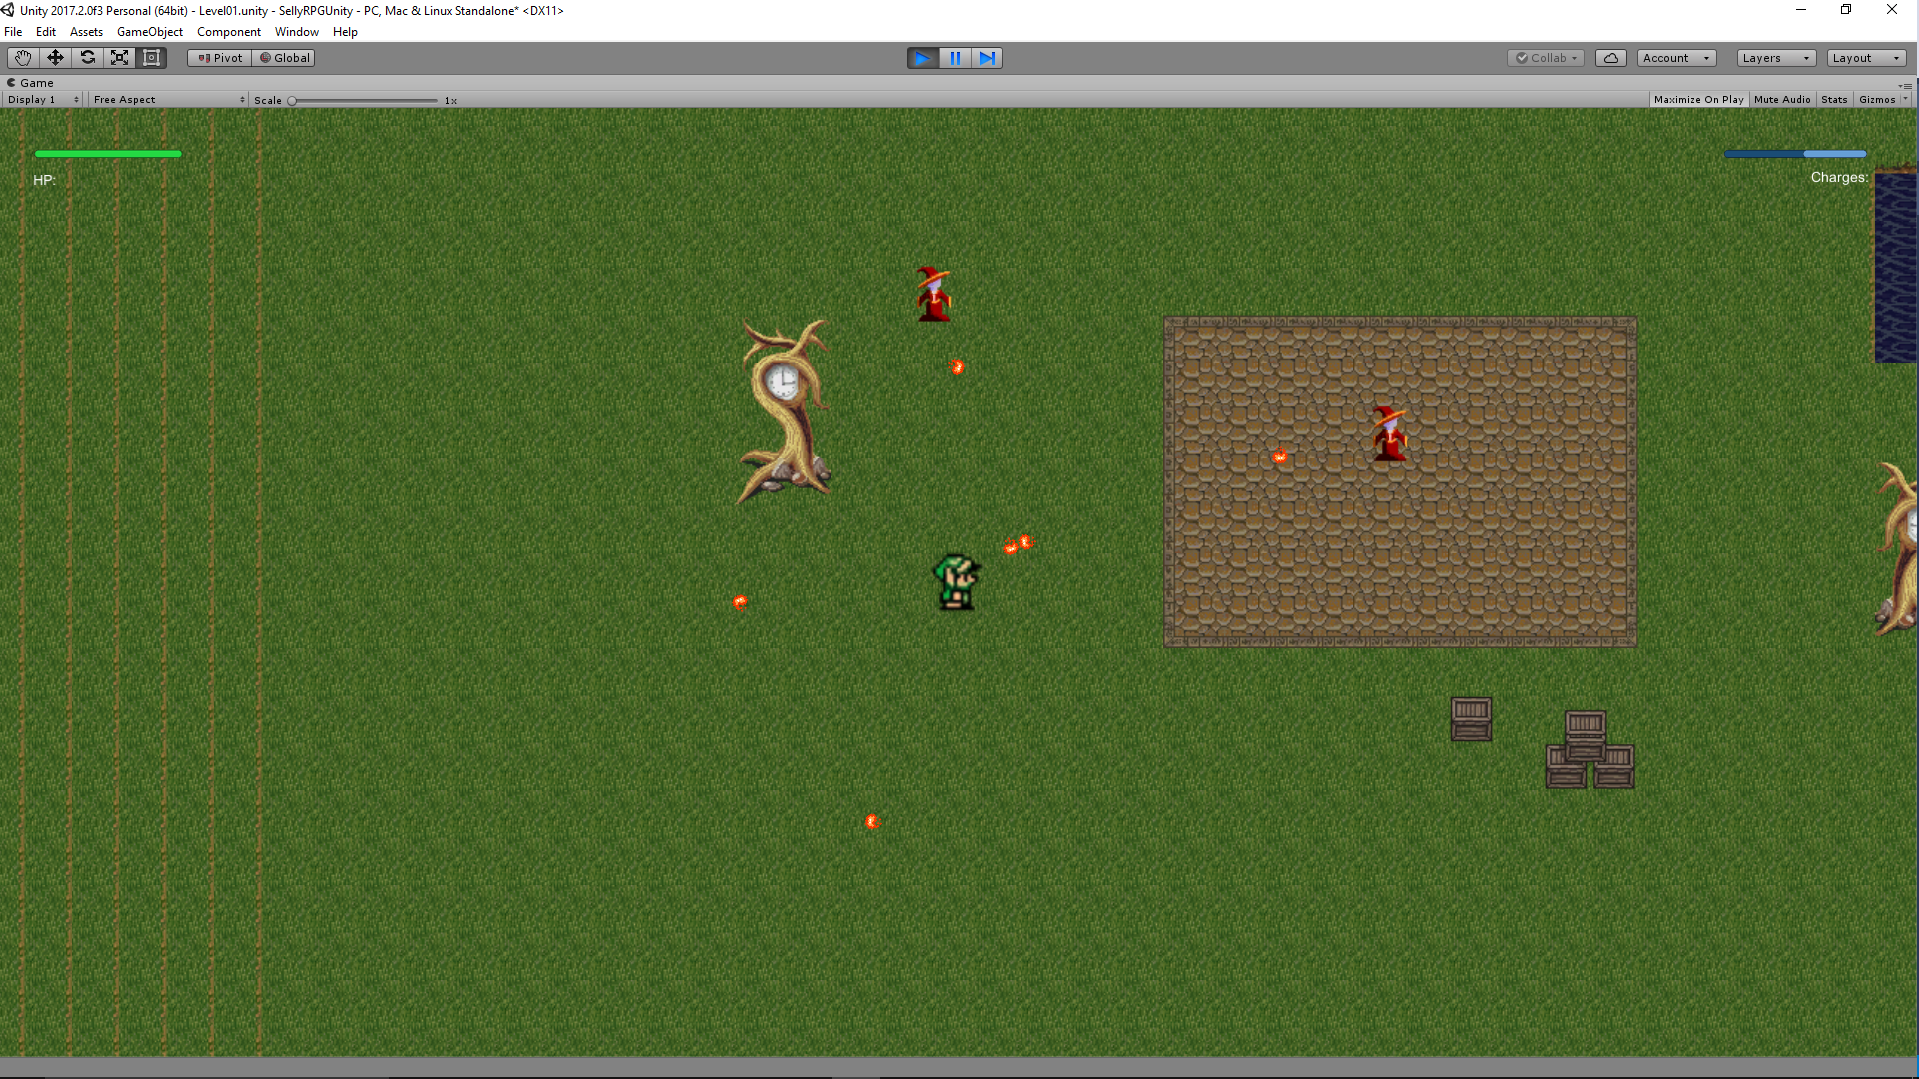 Unity 2017.2.0f3 Personal (64bit) - Level01.unity - SellyRPGUnity - PC, Mac & Linux Standalone* <DX11>
File Edit Assets GameObject Component Window Help
Pivot Global Collab Account Layers Layout
Game
Display 1 Free Aspect Scale 1x Maximize On Play Mute Audio Stats Gizmos
HP:
Charges: